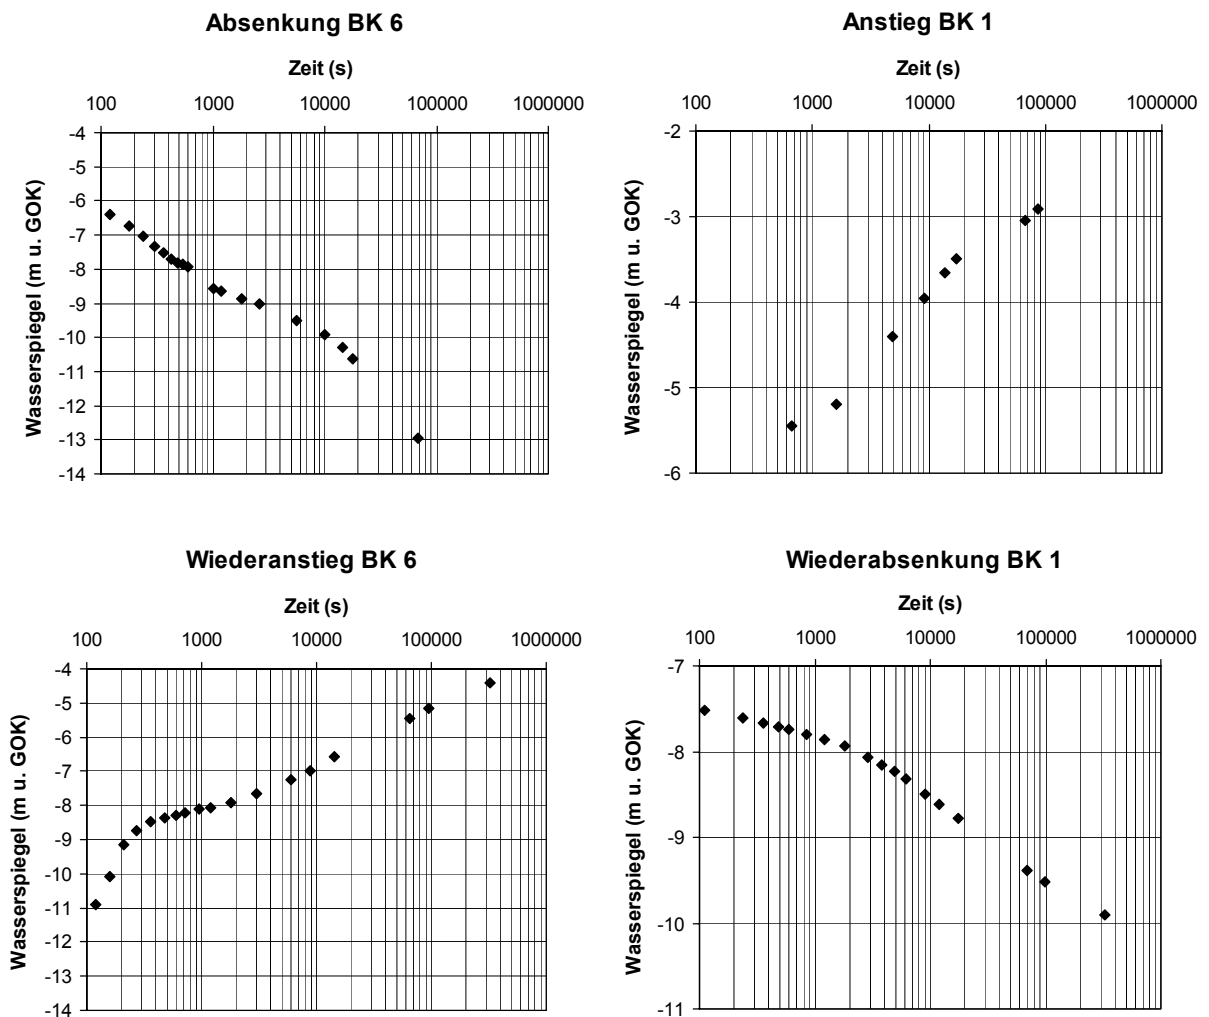 Absenkung BK 6
Zeit (s)
100 1000 10000 100000 1000000
-4
-5
-6
-7
-8
-9
-10
-11
-12
-13
-14
Wasserspiegel (m u. GOK)
Anstieg BK 1
Zeit (s)
100 1000 10000 100000 1000000
-2
-3
-4
-5
-6
Wasserspiegel (m u. GOK)
Wiederanstieg BK 6
Zeit (s)
100 1000 10000 100000 1000000
-4
-5
-6
-7
-8
-9
-10
-11
-12
-13
-14
Wasserspiegel (m u. GOK)
Wiederabsenkung BK 1
Zeit (s)
100 1000 10000 100000 1000000
-7
-8
-9
-10
-11
Wasserspiegel (m u. GOK)